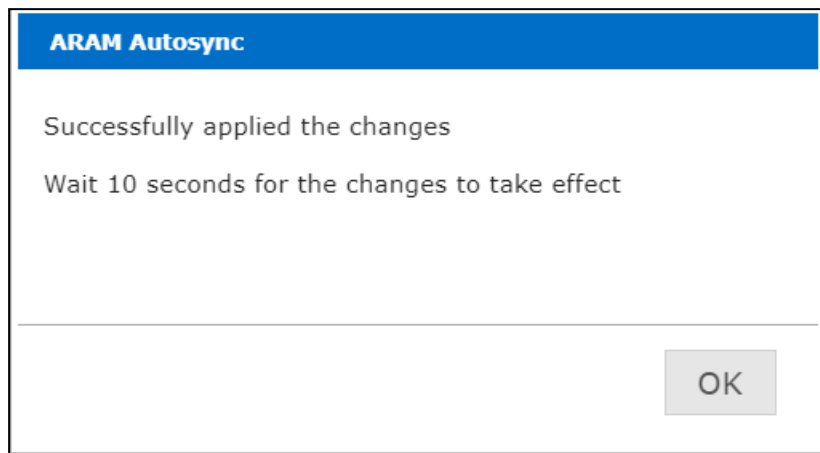 ARAM Autosync
Successfully applied the changes
Wait 10 seconds for the changes to take effect
OK